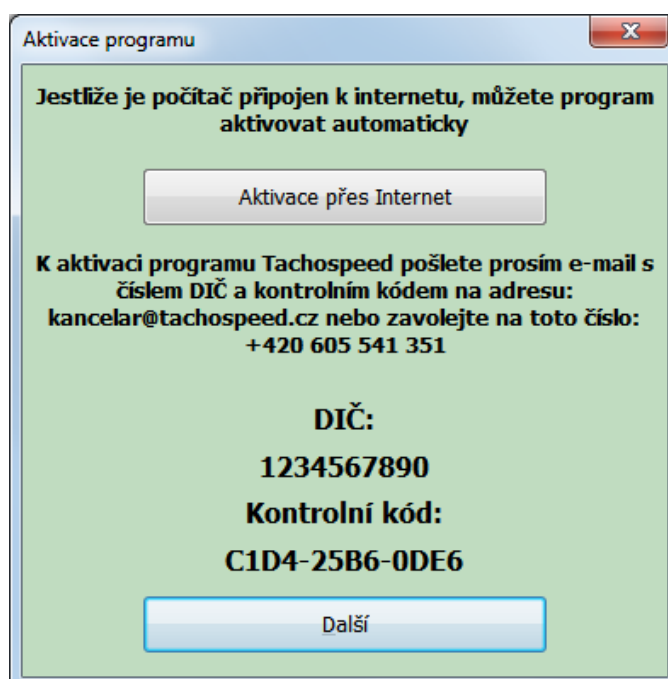 Aktivace programu
Jestliže je počítač připojen k internetu, můžete program
aktivovat automaticky
Aktivace přes Internet
K aktivaci programu Tachospeed pošlete prosím e-mail s
číslem DIČ a kontrolním kódem na adresu:
kancelar@tachospeed.cz nebo zavolejte na toto číslo:
+420 605 541 351
DIČ:
1234567890
Kontrolní kód:
C1D4-25B6-0DE6
Další